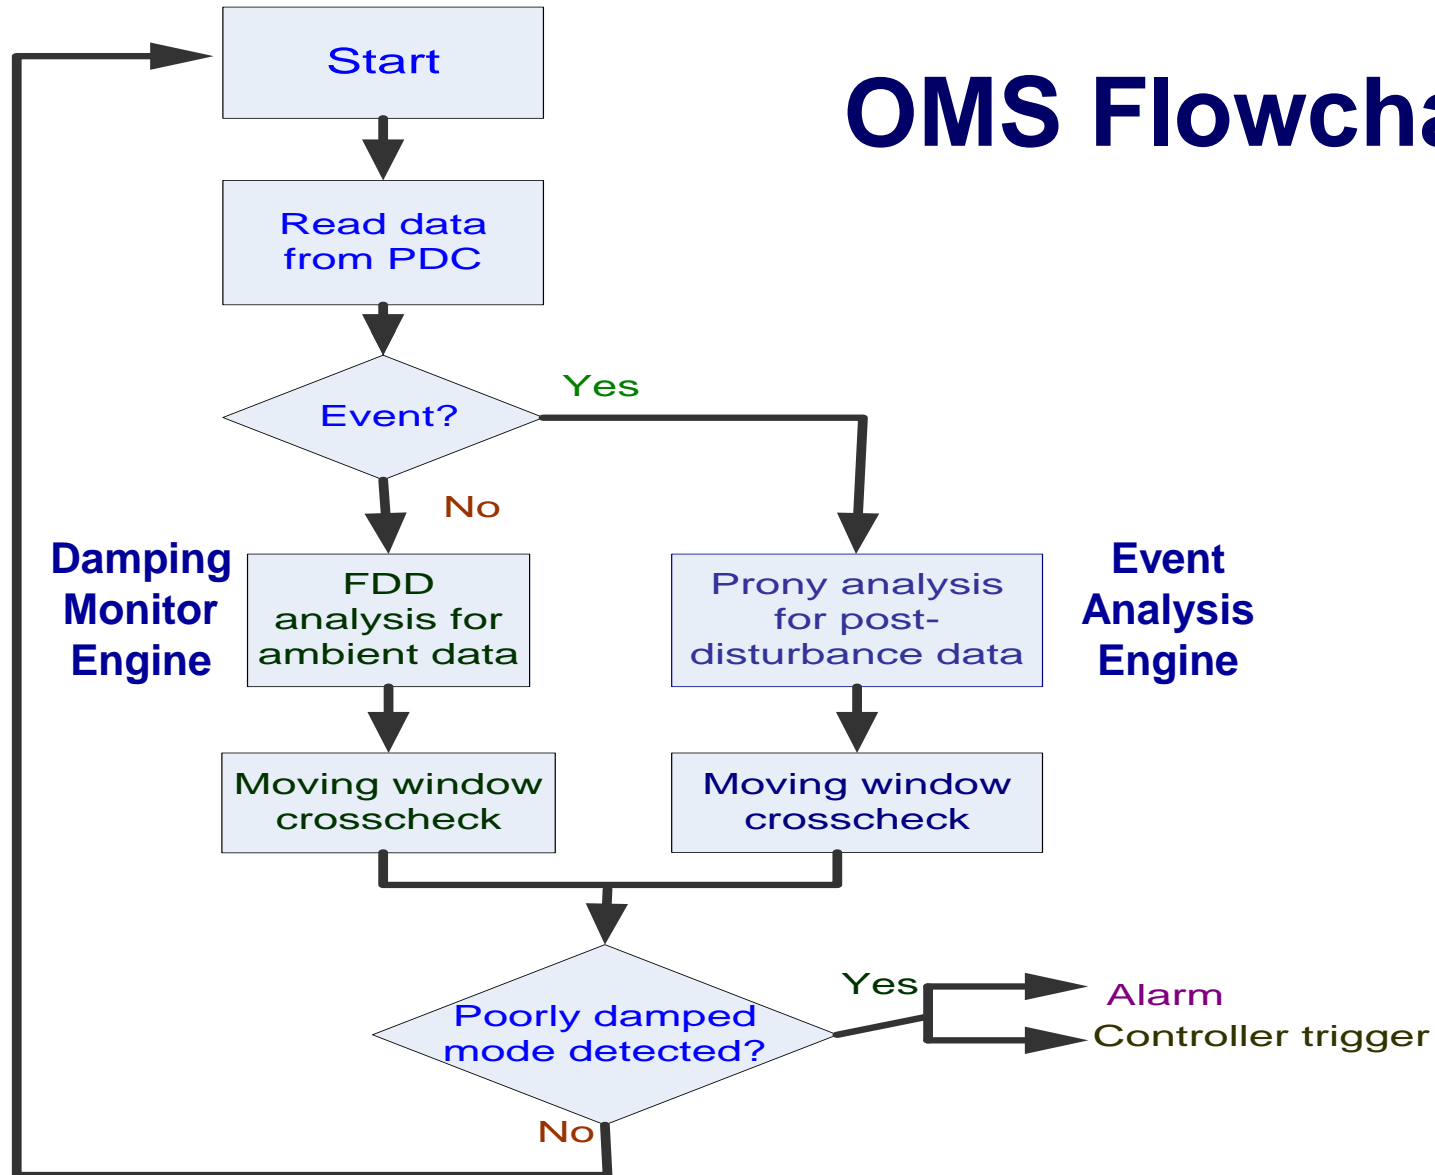 Start
OMS Flowcha
Read data
from PDC
Event?
Yes
No
Damping
Monitor
Engine
FDD
analysis for
ambient data
Prony analysis
for post-
disturbance data
Event
Analysis
Engine
Moving window
crosscheck
Moving window
crosscheck
Poorly damped
mode detected?
Yes
Alarm
Controller trigger
No